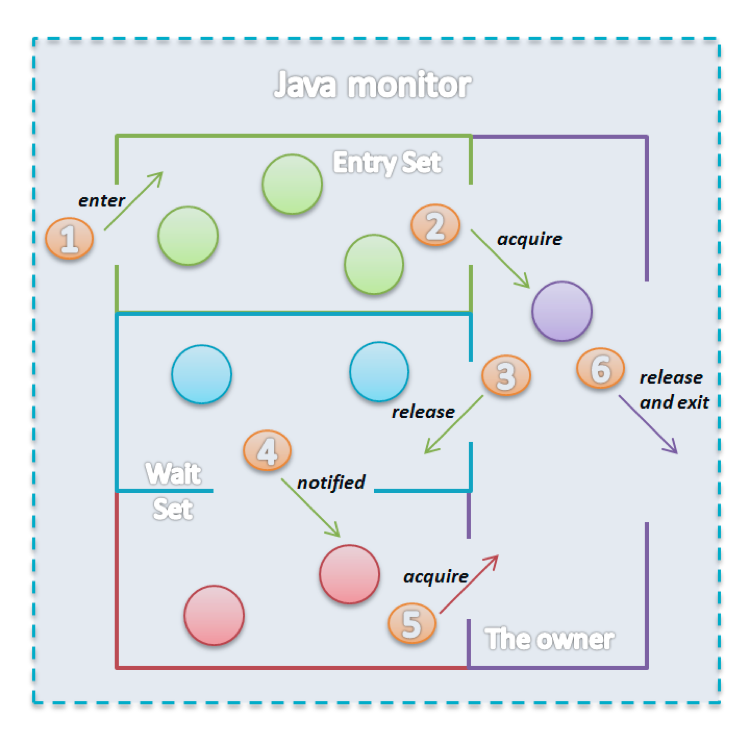 Java monitor
Entry Set
enter
1
2
acquire
3
6
release
and exit
release
4
notified
Wait
Set
acquire
5
The owner